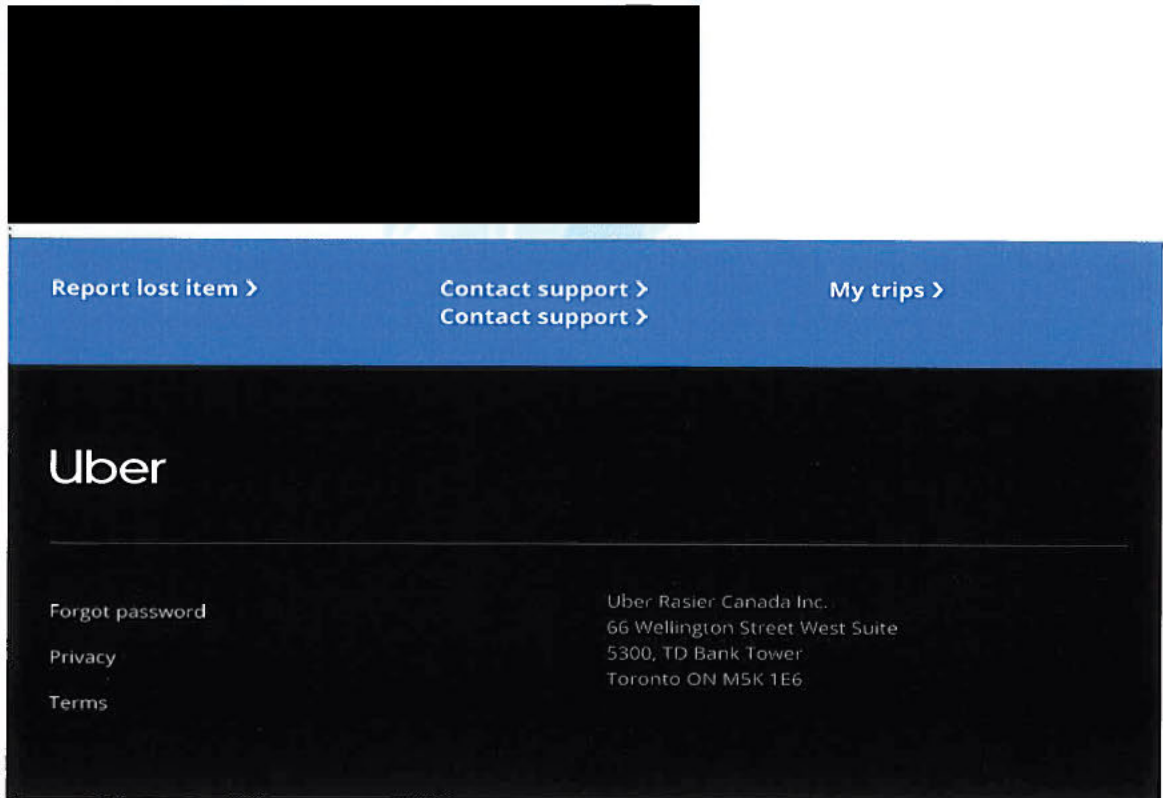 Report lost item >
Contact support >
Contact support >
My trips >
Uber
Forgot password
Privacy
Terms
Uber Rasier Canada Inc.
66 Wellington Street West Suite
5300, TD Bank Tower
Toronto ON M5K 1E6